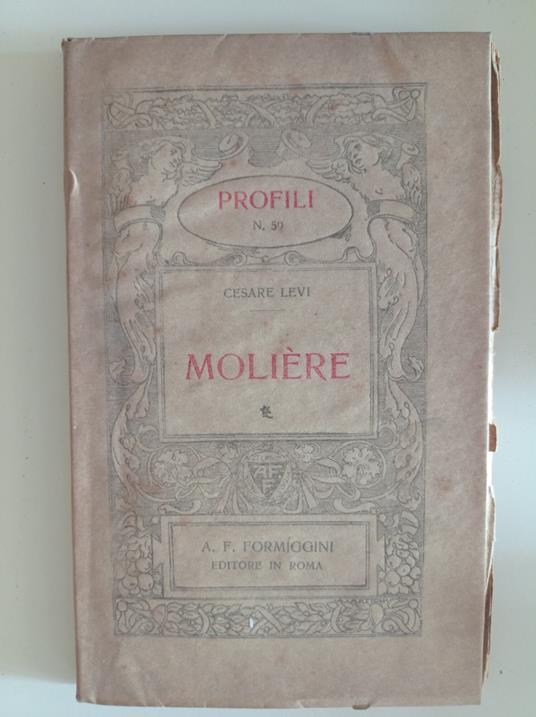 PROFILI
N. 59
CESARE LEVI
MOLIÈRE
A. F.
F.
A. F. FORMÍGGINI
EDITORE IN ROMA